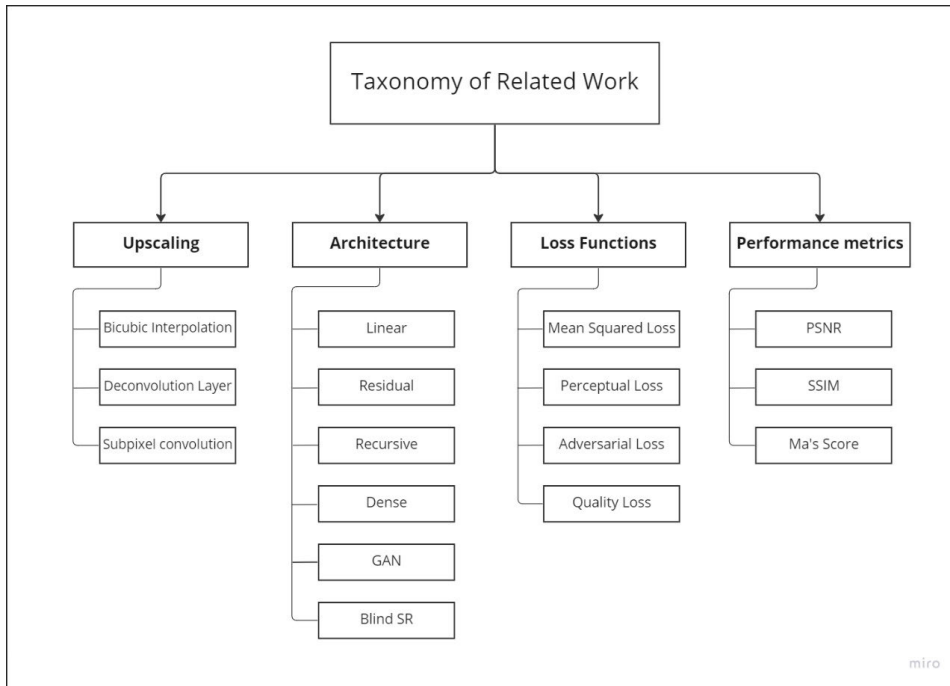 Taxonomy of Related Work
Upscaling
Architecture
Loss Functions
Performance metrics
Bicubic Interpolation
Linear
Mean Squared Loss
PSNR
Deconvolution Layer
Residual
Perceptual Loss
SSIM
Subpixel convolution
Recursive
Adversarial Loss
Ma's Score
Dense
Quality Loss
GAN
Blind SR
miro